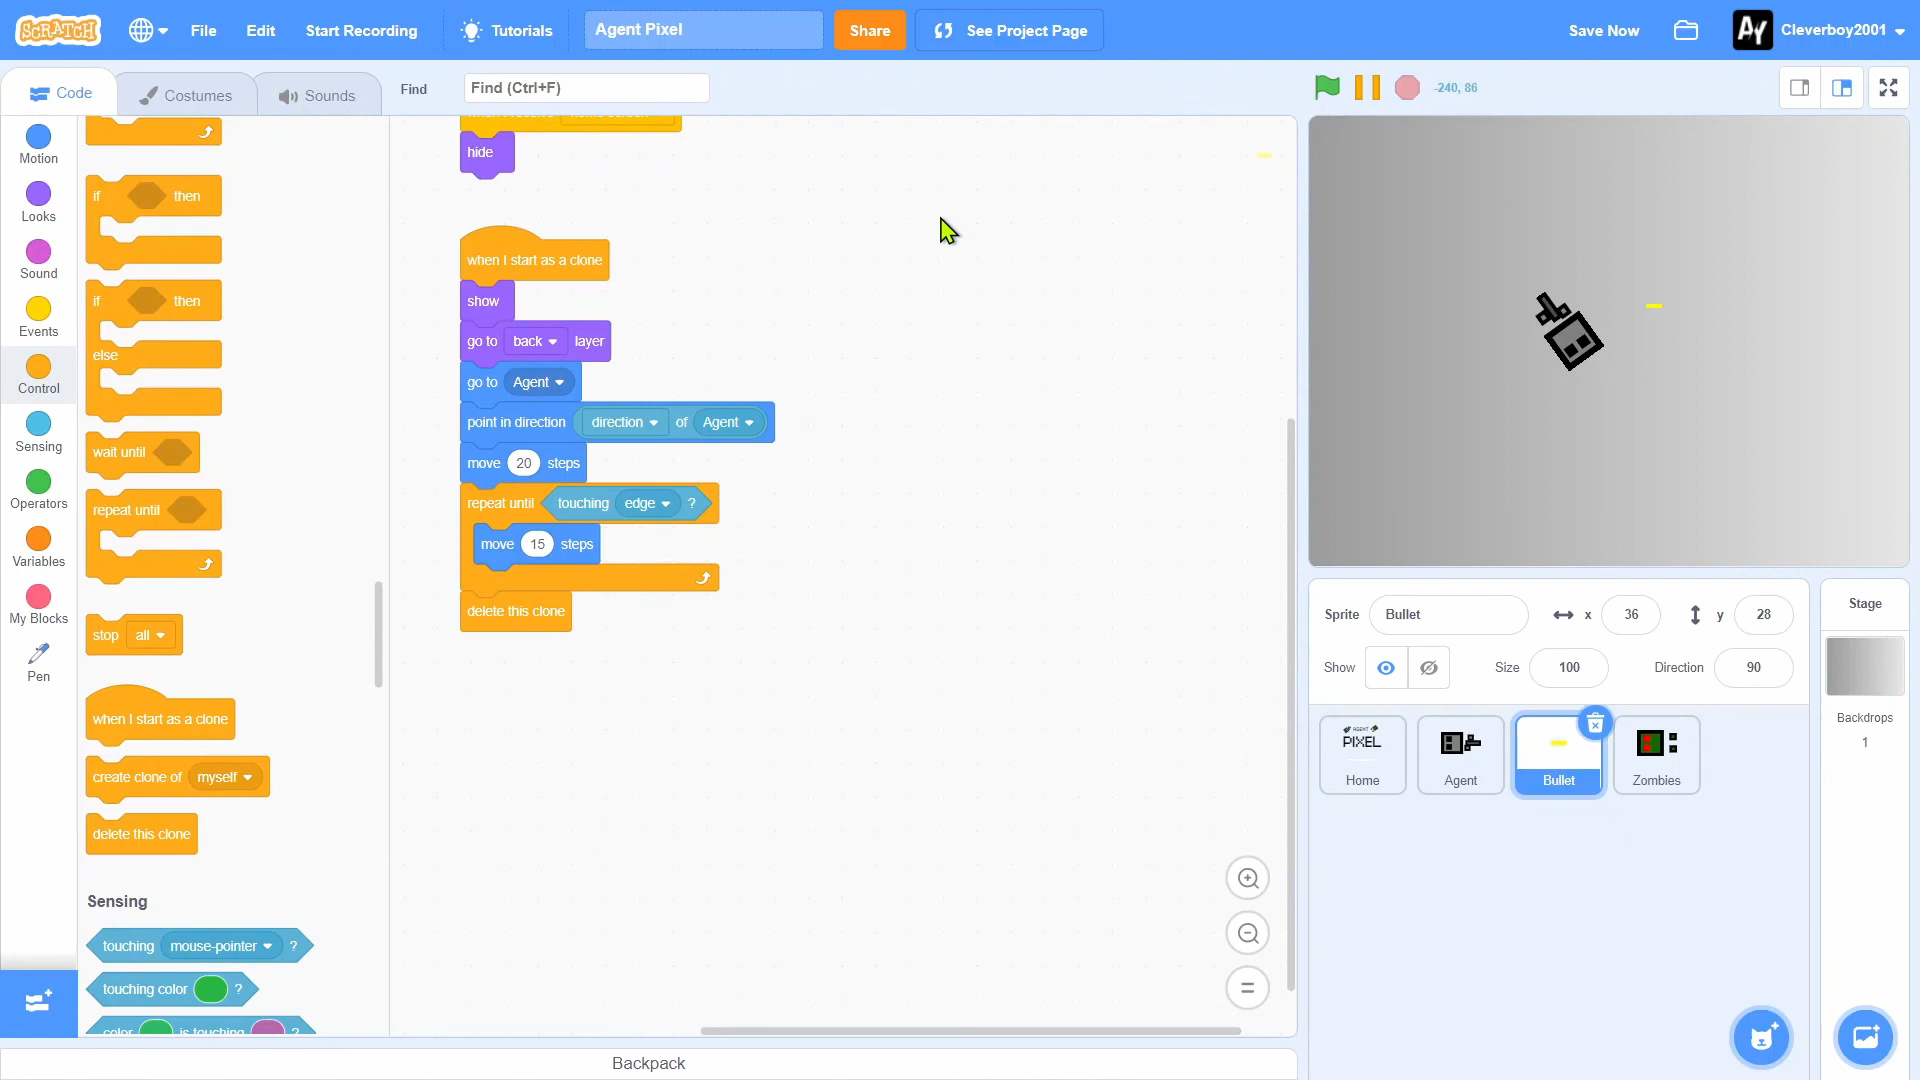 SCRATCH
File
Edit
Start Recording
Tutorials
Agent Pixel
Share
See Project Page
Save Now
Ay
Cleverboy2001
Code
Costumes
Sounds
Find
Find (Ctrl+F)
-240, 86
Motion
Looks
Sound
Events
Control
Sensing
Operators
Variables
My Blocks
Pen
if then
if then
else
wait until
repeat until
stop all
when I start as a clone
create clone of myself
delete this clone
Sensing
touching mouse-pointer ?
touching color ?
color is touching ?
hide
when I start as a clone
show
go to back layer
go to Agent
point in direction direction of Agent
move 20 steps
repeat until touching edge ?
move 15 steps
delete this clone
Backpack
Sprite Bullet x 36 y 28
Show Size 100 Direction 90
AGENT
PIXEL
Home
Agent
Bullet
Zombies
Stage
Backdrops
1